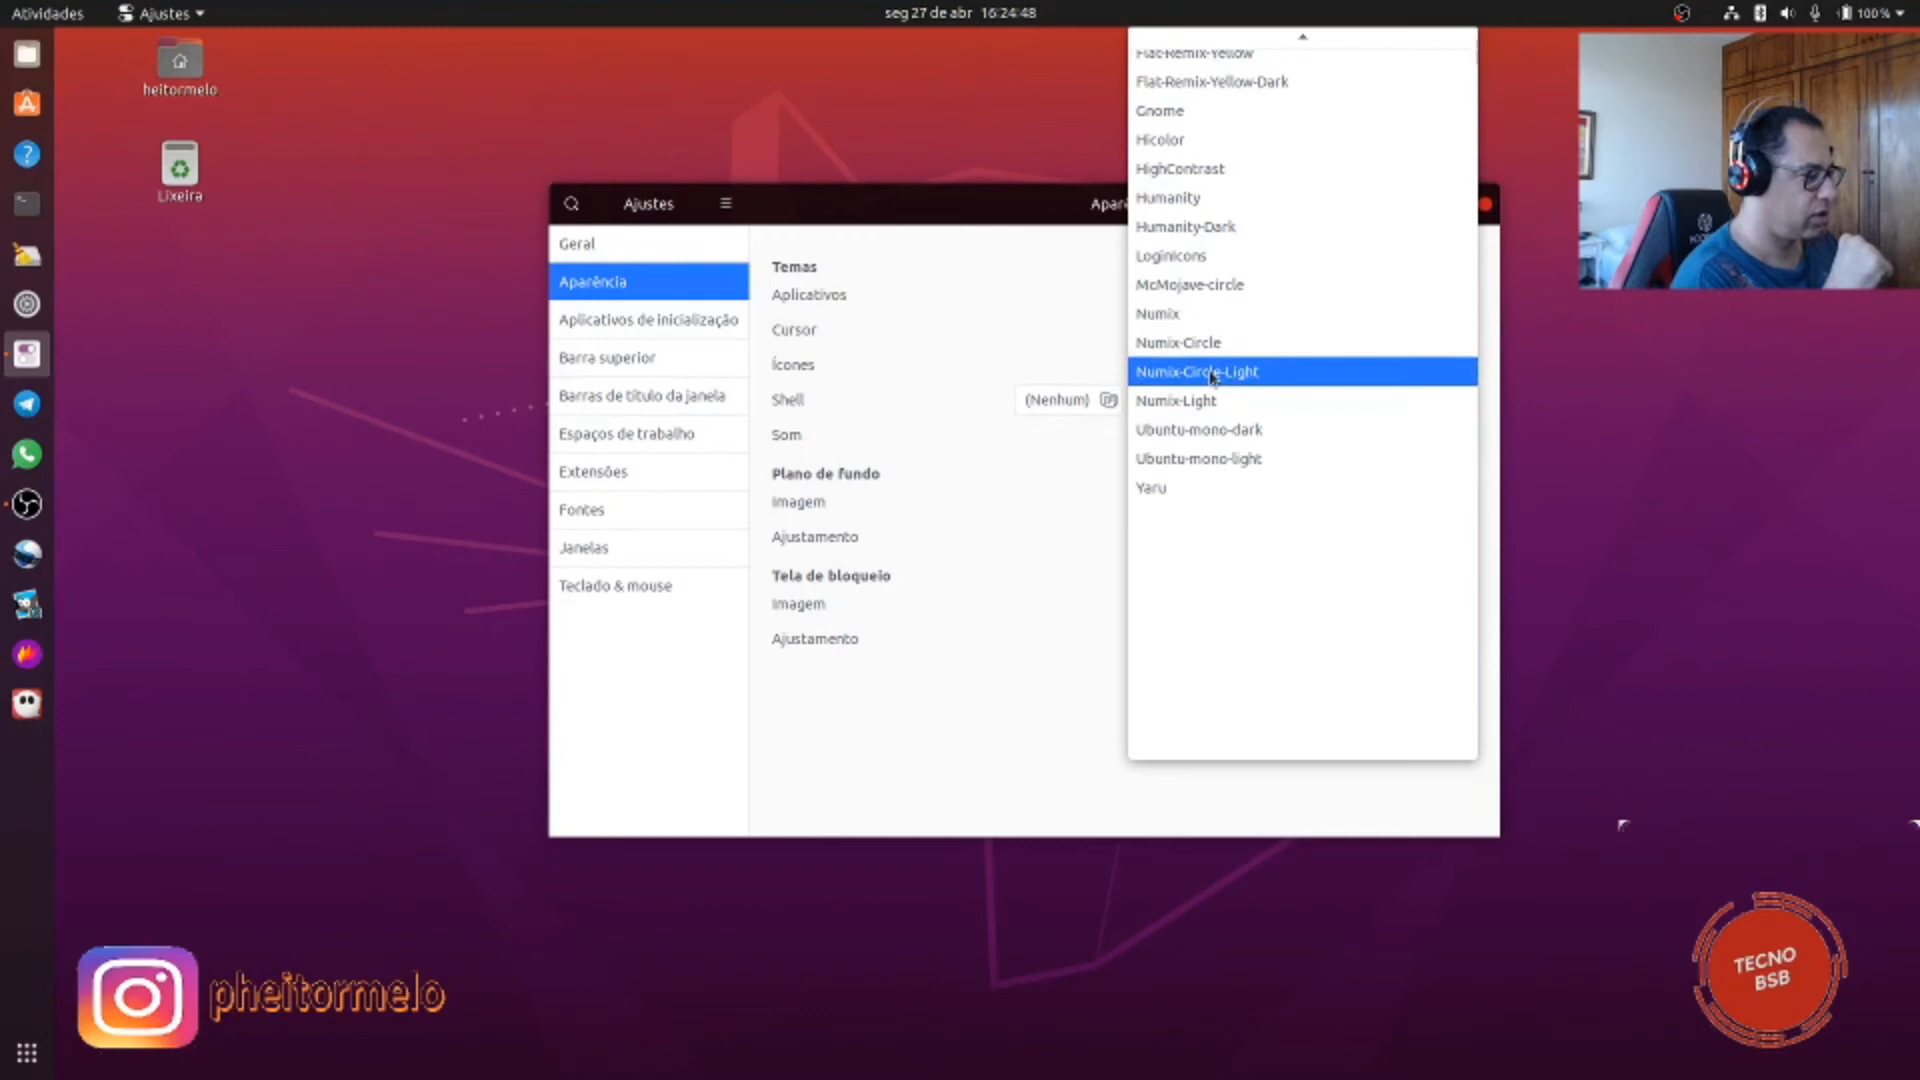 Atividades
Ajustes
seg 27 de abr 16:24:48
100%
heitormelo
Lixeira
Ajustes
Geral
Aparência
Aplicativos de inicialização
Barra superior
Barras de título da janela
Espaços de trabalho
Extensões
Fontes
Janelas
Teclado & mouse
Temas
Aplicativos
Cursor
Ícones
Shell
(Nenhum)
Som
Plano de fundo
Imagem
Ajustamento
Tela de bloqueio
Imagem
Ajustamento
Flat-Remix-Yellow
Flat-Remix-Yellow-Dark
Gnome
Hicolor
HighContrast
Humanity
Humanity-Dark
LoginIcons
McMojave-circle
Numix
Numix-Circle
Numix-Circle-Light
Numix-Light
Ubuntu-mono-dark
Ubuntu-mono-light
Yaru
pheitormelo
TECNO
BSB